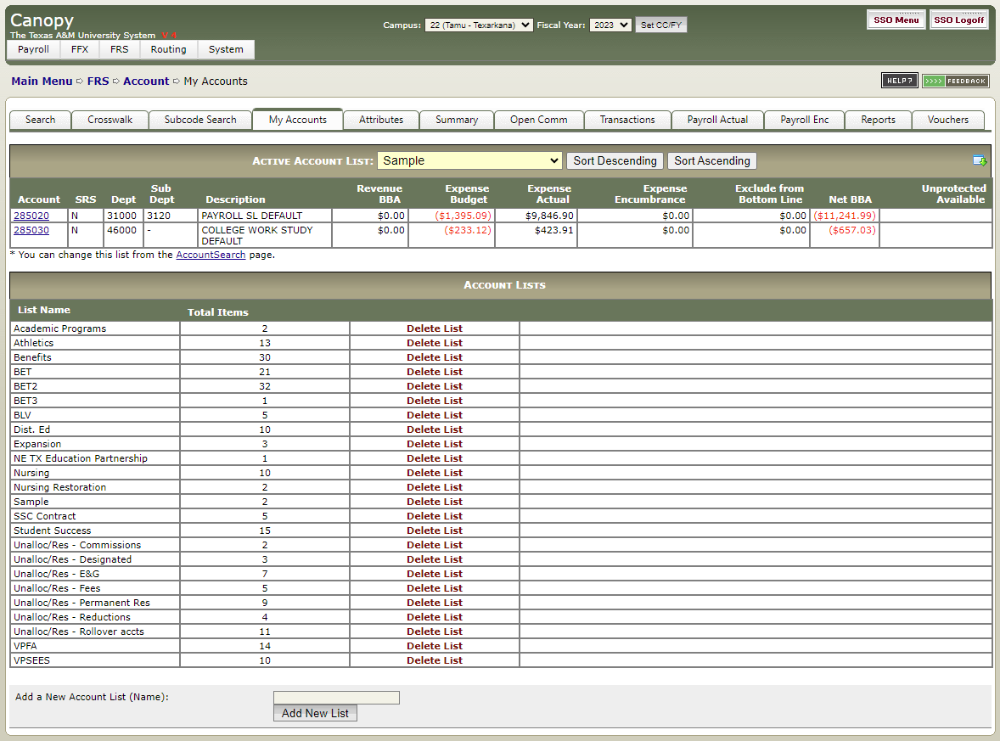 Canopy
The Texas A&M University System V 4
Campus: 22 (Tamu - Texarkana) Fiscal Year: 2023 Set CC/FY
SSO Menu SSO Logoff
Payroll FFX FRS Routing System
Main Menu ⇨ FRS ⇨ Account ⇨ My Accounts
HELP? >>>> FEEDBACK
Search Crosswalk Subcode Search My Accounts Attributes Summary Open Comm Transactions Payroll Actual Payroll Enc Reports Vouchers
Active Account List: Sample Sort Descending Sort Ascending
Account SRS Dept Sub Dept Description Revenue BBA Expense Budget Expense Actual Expense Encumbrance Exclude from Bottom Line Net BBA Unprotected Available
285020 N 31000 3120 PAYROLL SL DEFAULT $0.00 ($1,395.09) $9,846.90 $0.00 $0.00 ($11,241.99)
285030 N 46000 - COLLEGE WORK STUDY DEFAULT $0.00 ($233.12) $423.91 $0.00 $0.00 ($657.03)
* You can change this list from the AccountSearch page.
Account Lists
List Name Total Items
Academic Programs 2 Delete List
Athletics 13 Delete List
Benefits 30 Delete List
BET 21 Delete List
BET2 32 Delete List
BET3 1 Delete List
BLV 5 Delete List
Dist. Ed 10 Delete List
Expansion 3 Delete List
NE TX Education Partnership 1 Delete List
Nursing 10 Delete List
Nursing Restoration 2 Delete List
Sample 2 Delete List
SSC Contract 5 Delete List
Student Success 15 Delete List
Unalloc/Res - Commissions 2 Delete List
Unalloc/Res - Designated 3 Delete List
Unalloc/Res - E&G 7 Delete List
Unalloc/Res - Fees 5 Delete List
Unalloc/Res - Permanent Res 9 Delete List
Unalloc/Res - Reductions 4 Delete List
Unalloc/Res - Rollover accts 11 Delete List
VPFA 14 Delete List
VPSEES 10 Delete List
Add a New Account List (Name):
Add New List